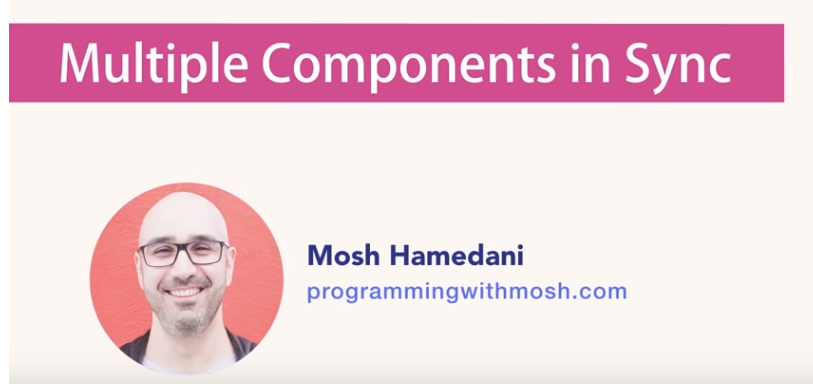 Multiple Components in Sync
Mosh Hamedani
programmingwithmosh.com